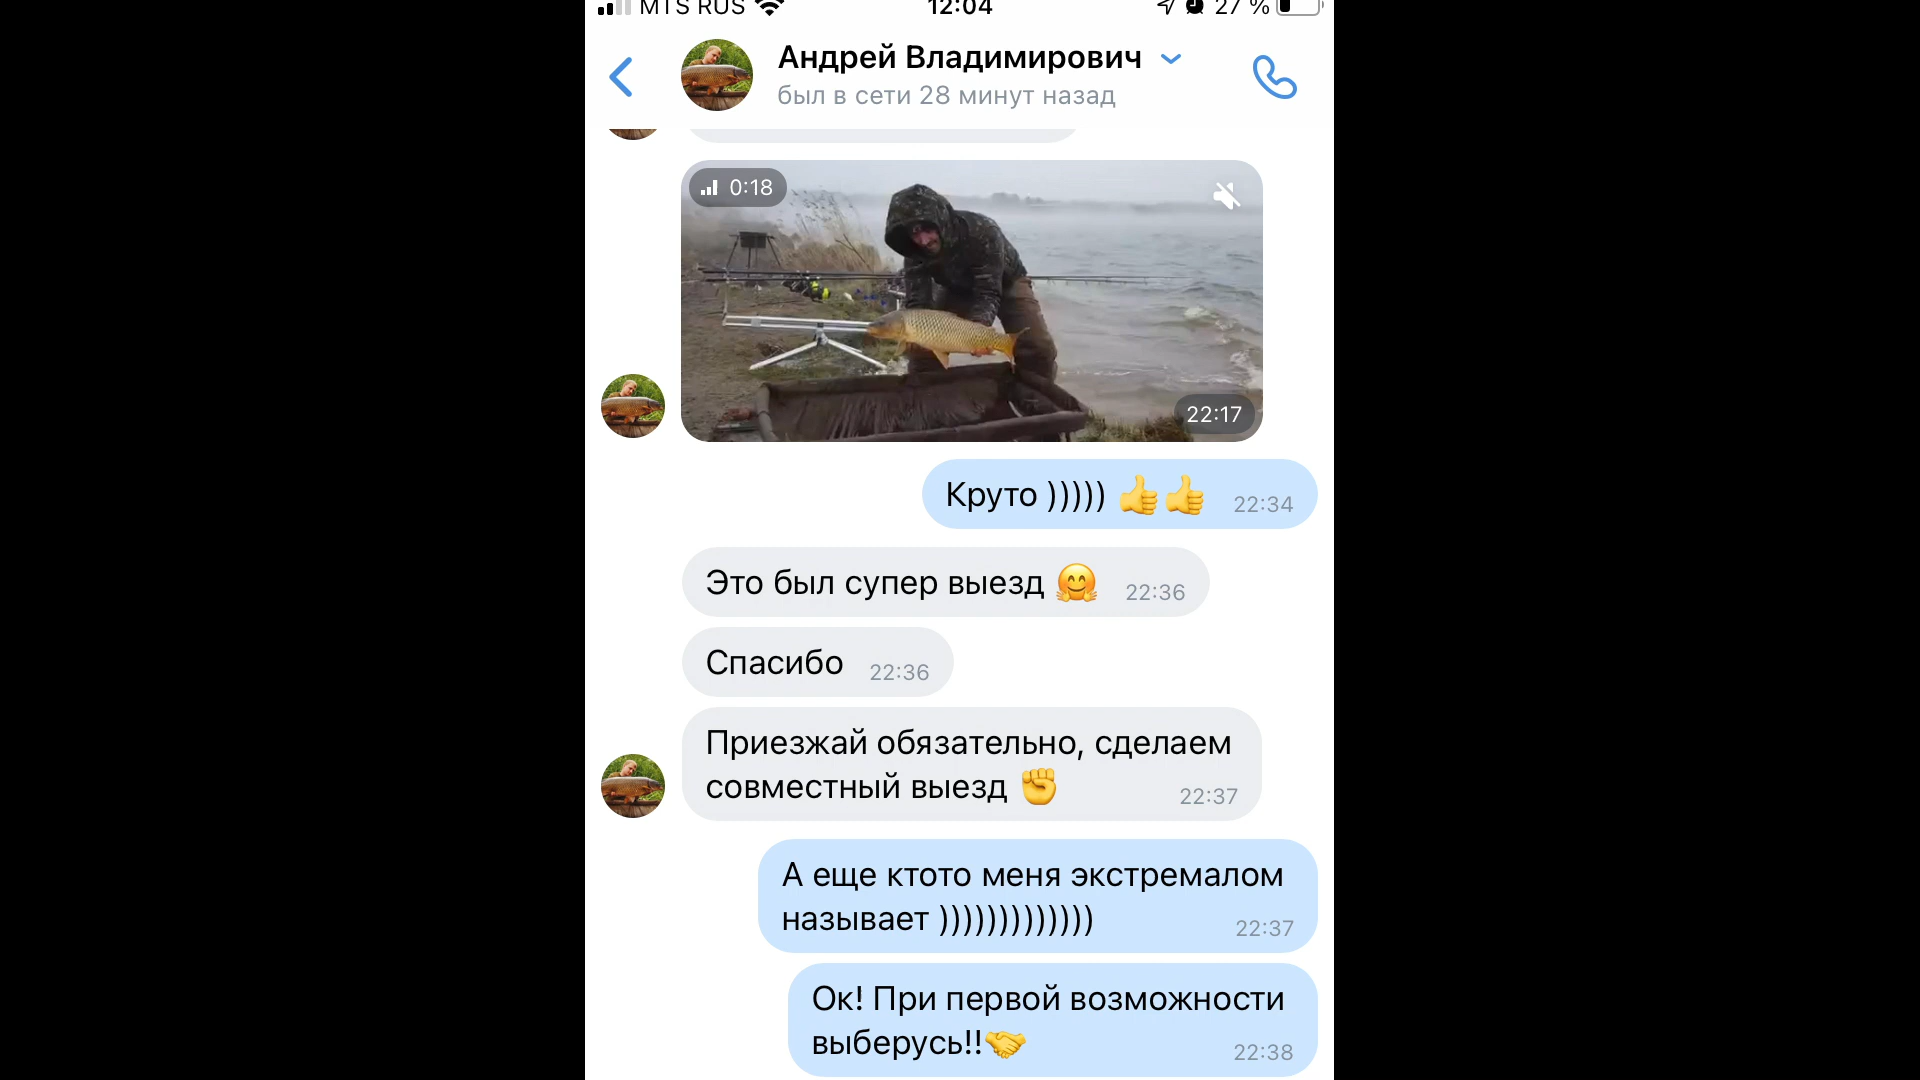 MTS RUS 12:04 27 %
Андрей Владимирович
был в сети 28 минут назад
0:18
22:17
Круто ))))) 👍👍 22:34
Это был супер выезд 🤗 22:36
Спасибо 22:36
Приезжай обязательно, сделаем
совместный выезд ✊ 22:37
А еще ктото меня экстремалом
называет ))))))))))))) 22:37
Ок! При первой возможности
выберусь!!🤝 22:38